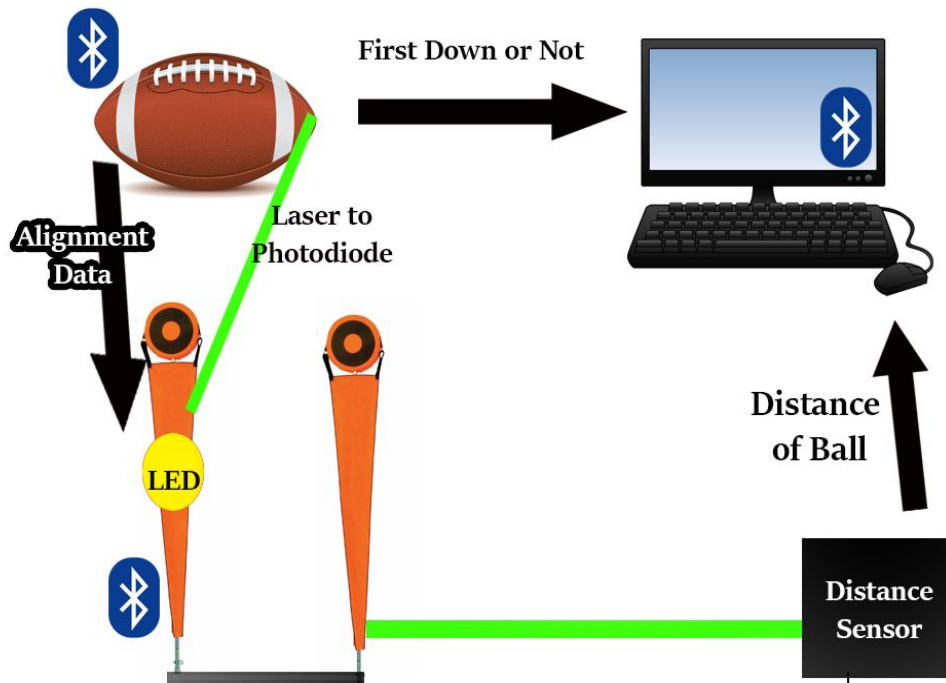 First Down or Not
Laser to
Photodiode
Alignment
Data
LED
Distance
of Ball
Distance
Sensor